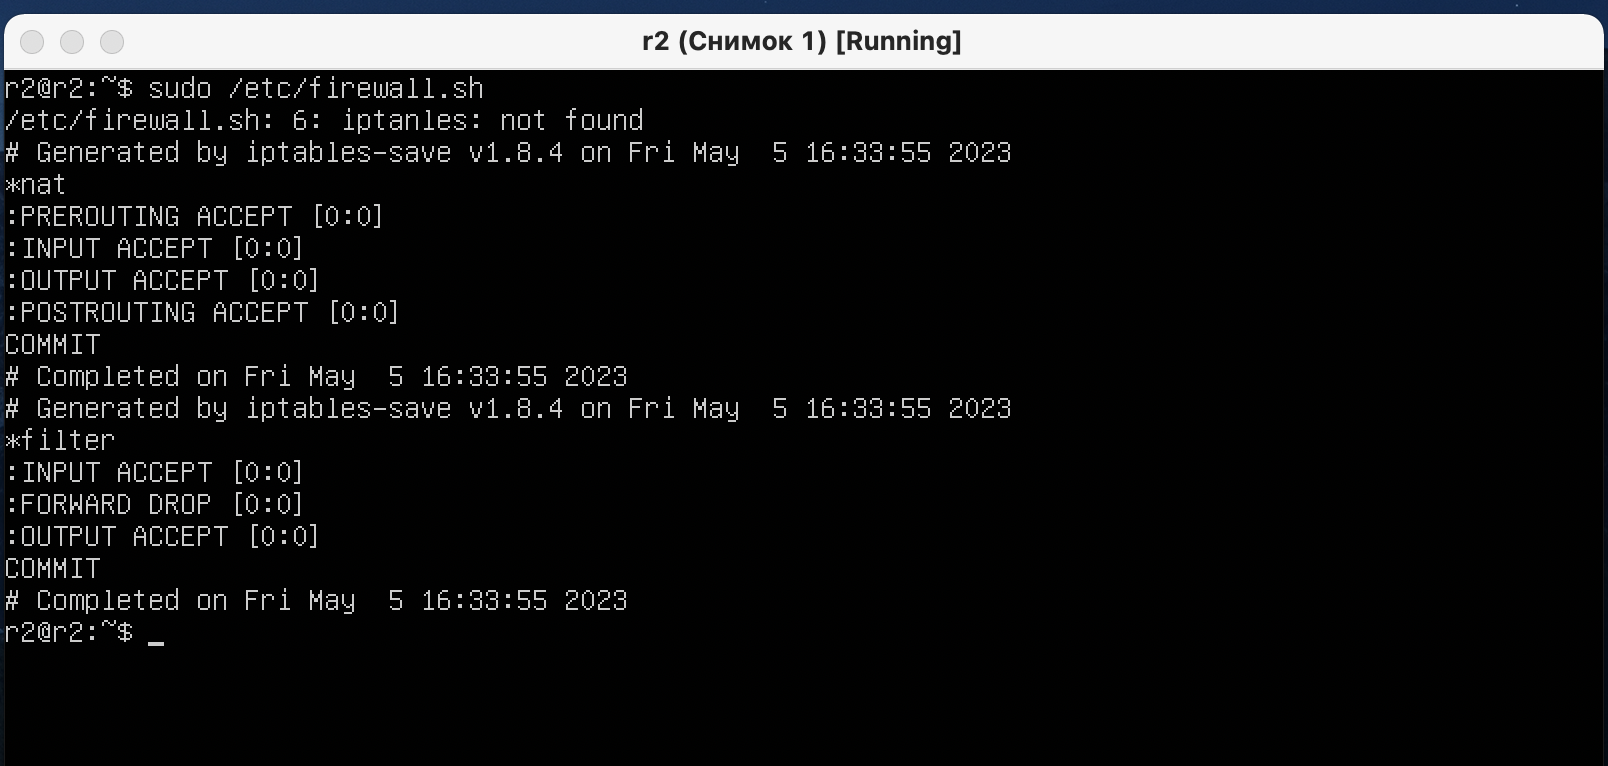 r2 (Снимок 1) [Running]
r2@r2:~$ sudo /etc/firewall.sh
/etc/firewall.sh: 6: iptanles: not found
# Generated by iptables-save v1.8.4 on Fri May  5 16:33:55 2023
*nat
:PREROUTING ACCEPT [0:0]
:INPUT ACCEPT [0:0]
:OUTPUT ACCEPT [0:0]
:POSTROUTING ACCEPT [0:0]
COMMIT
# Completed on Fri May  5 16:33:55 2023
# Generated by iptables-save v1.8.4 on Fri May  5 16:33:55 2023
*filter
:INPUT ACCEPT [0:0]
:FORWARD DROP [0:0]
:OUTPUT ACCEPT [0:0]
COMMIT
# Completed on Fri May  5 16:33:55 2023
r2@r2:~$ _